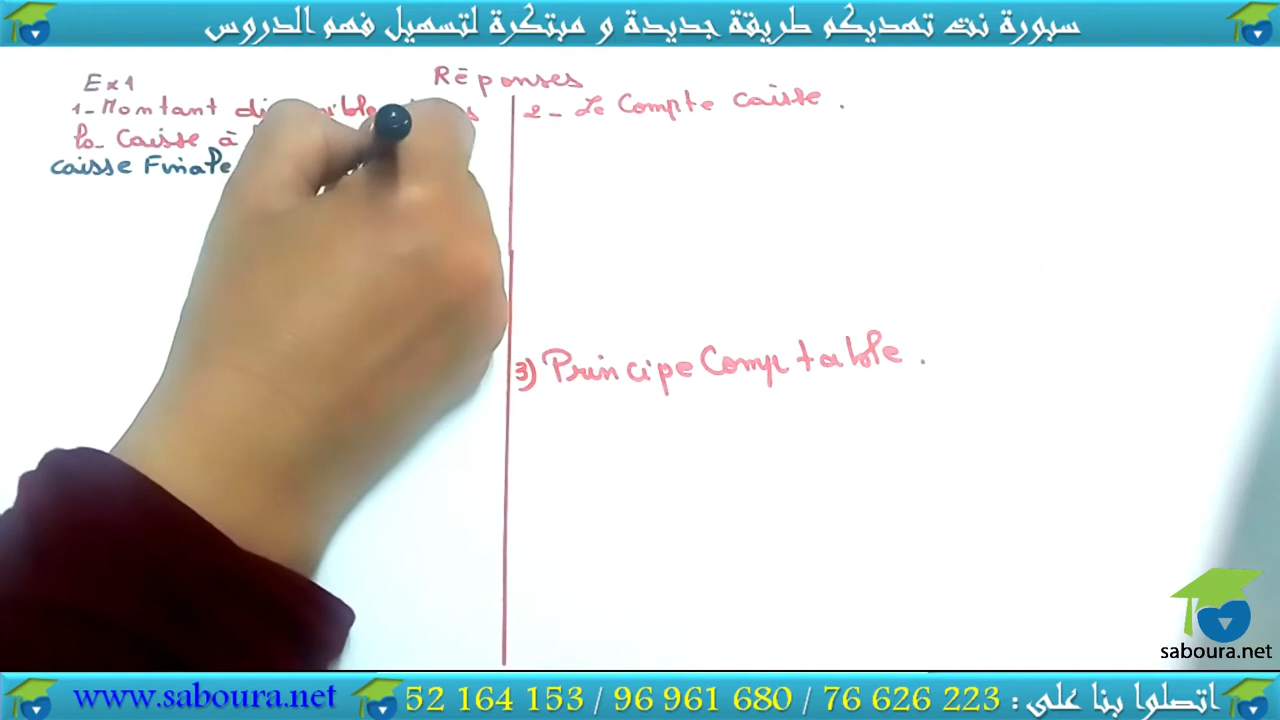 سبورة نت تهديكم طريقة جديدة و مبتكرة لتسهيل فهم الدروس
Réponses
Ex 1
1-Montant
la Caisse à
caisse Finale
2 - Le Compte caisse .
3) Principe Comptable .
saboura.net
www.saboura.net
52 164 153 / 96 961 680 / 76 626 223 : اتصلوا بنا على